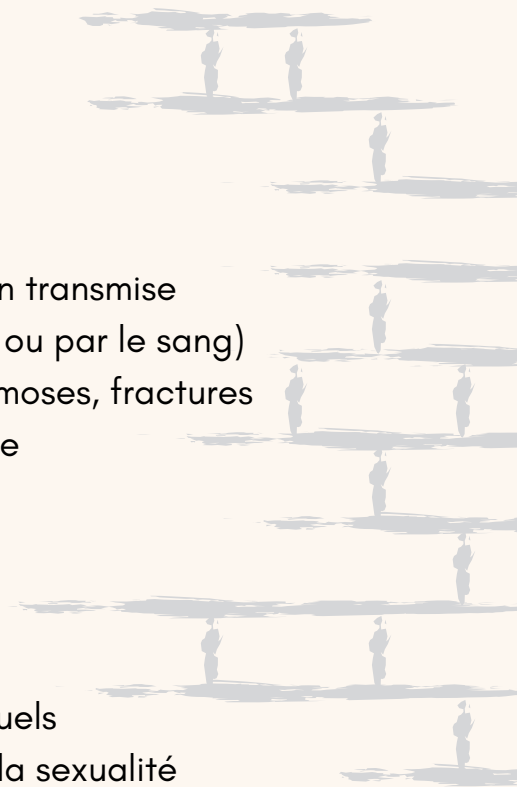 n transmise
ou par le sang)
moses, fractures
e
uels
la sexualité